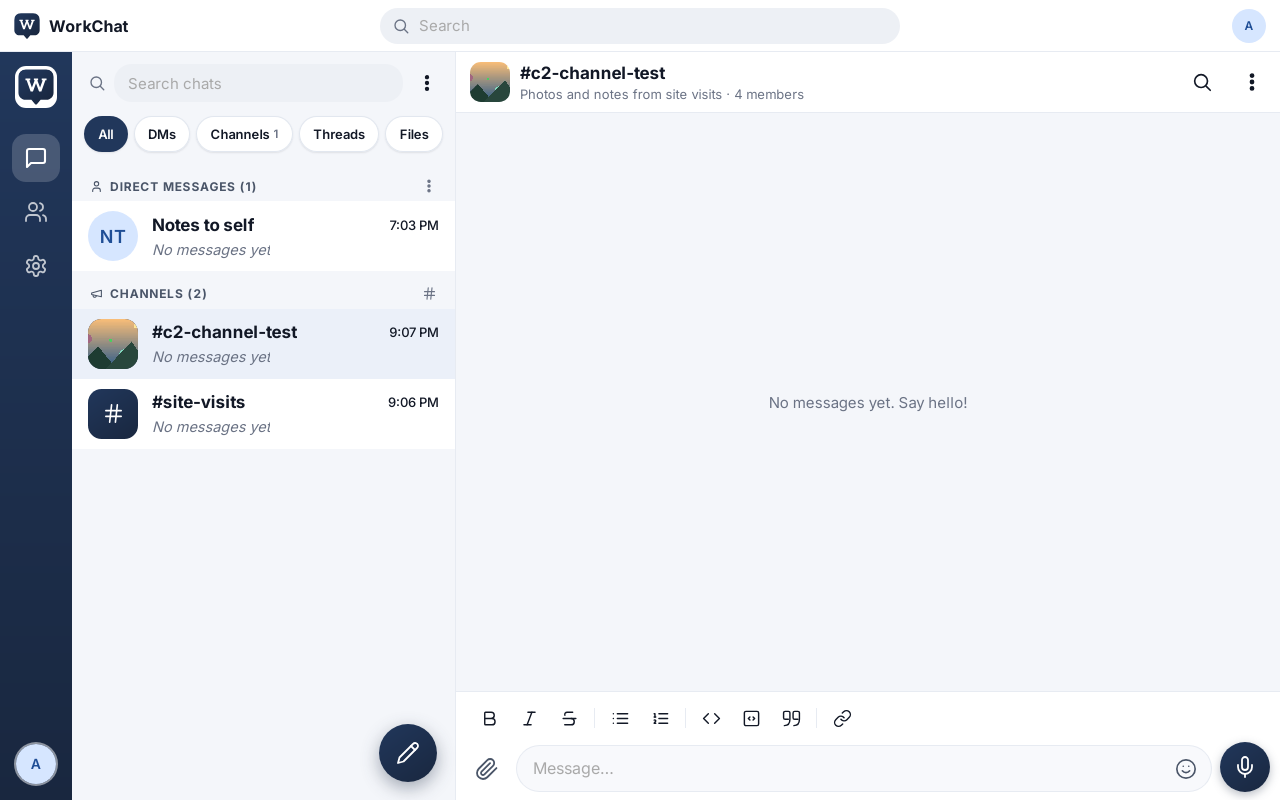 W WorkChat
Search
A
W
Search chats
All
DMs
Channels 1
Threads
Files
DIRECT MESSAGES (1)
NT
Notes to self
7:03 PM
No messages yet
CHANNELS (2)
#c2-channel-test
9:07 PM
No messages yet
#site-visits
9:06 PM
No messages yet
A
#c2-channel-test
Photos and notes from site visits · 4 members
No messages yet. Say hello!
Message...